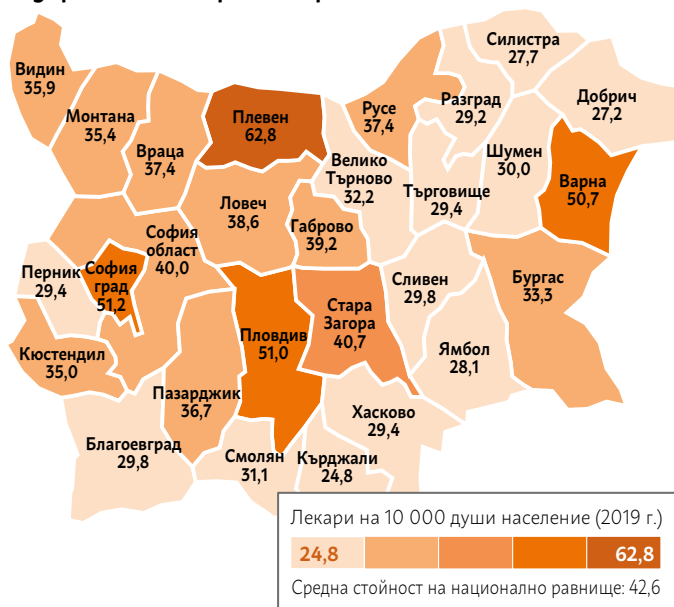 Силистра
27,7
Видин
35,9
Добрич
27,2
Разград
29,2
Русе
37,4
Монтана
35,4
Плевен
62,8
Враца
37,4
Шумен
30,0
Велико
Търново
32,2
Варна
50,7
Търговище
29,4
Ловеч
38,6
Габрово
39,2
София
област
40,0
Перник
29,4
София
град
51,2
Сливен
29,8
Бургас
33,3
Стара
Загора
40,7
Пловдив
51,0
Ямбол
28,1
Кюстендил
35,0
Пазарджик
36,7
Хасково
29,4
Благоевград
29,8
Смолян
31,1
Кърджали
24,8
Лекари на 10 000 души население (2019 г.)
24,8 62,8
Средна стойност на национално равнище: 42,6